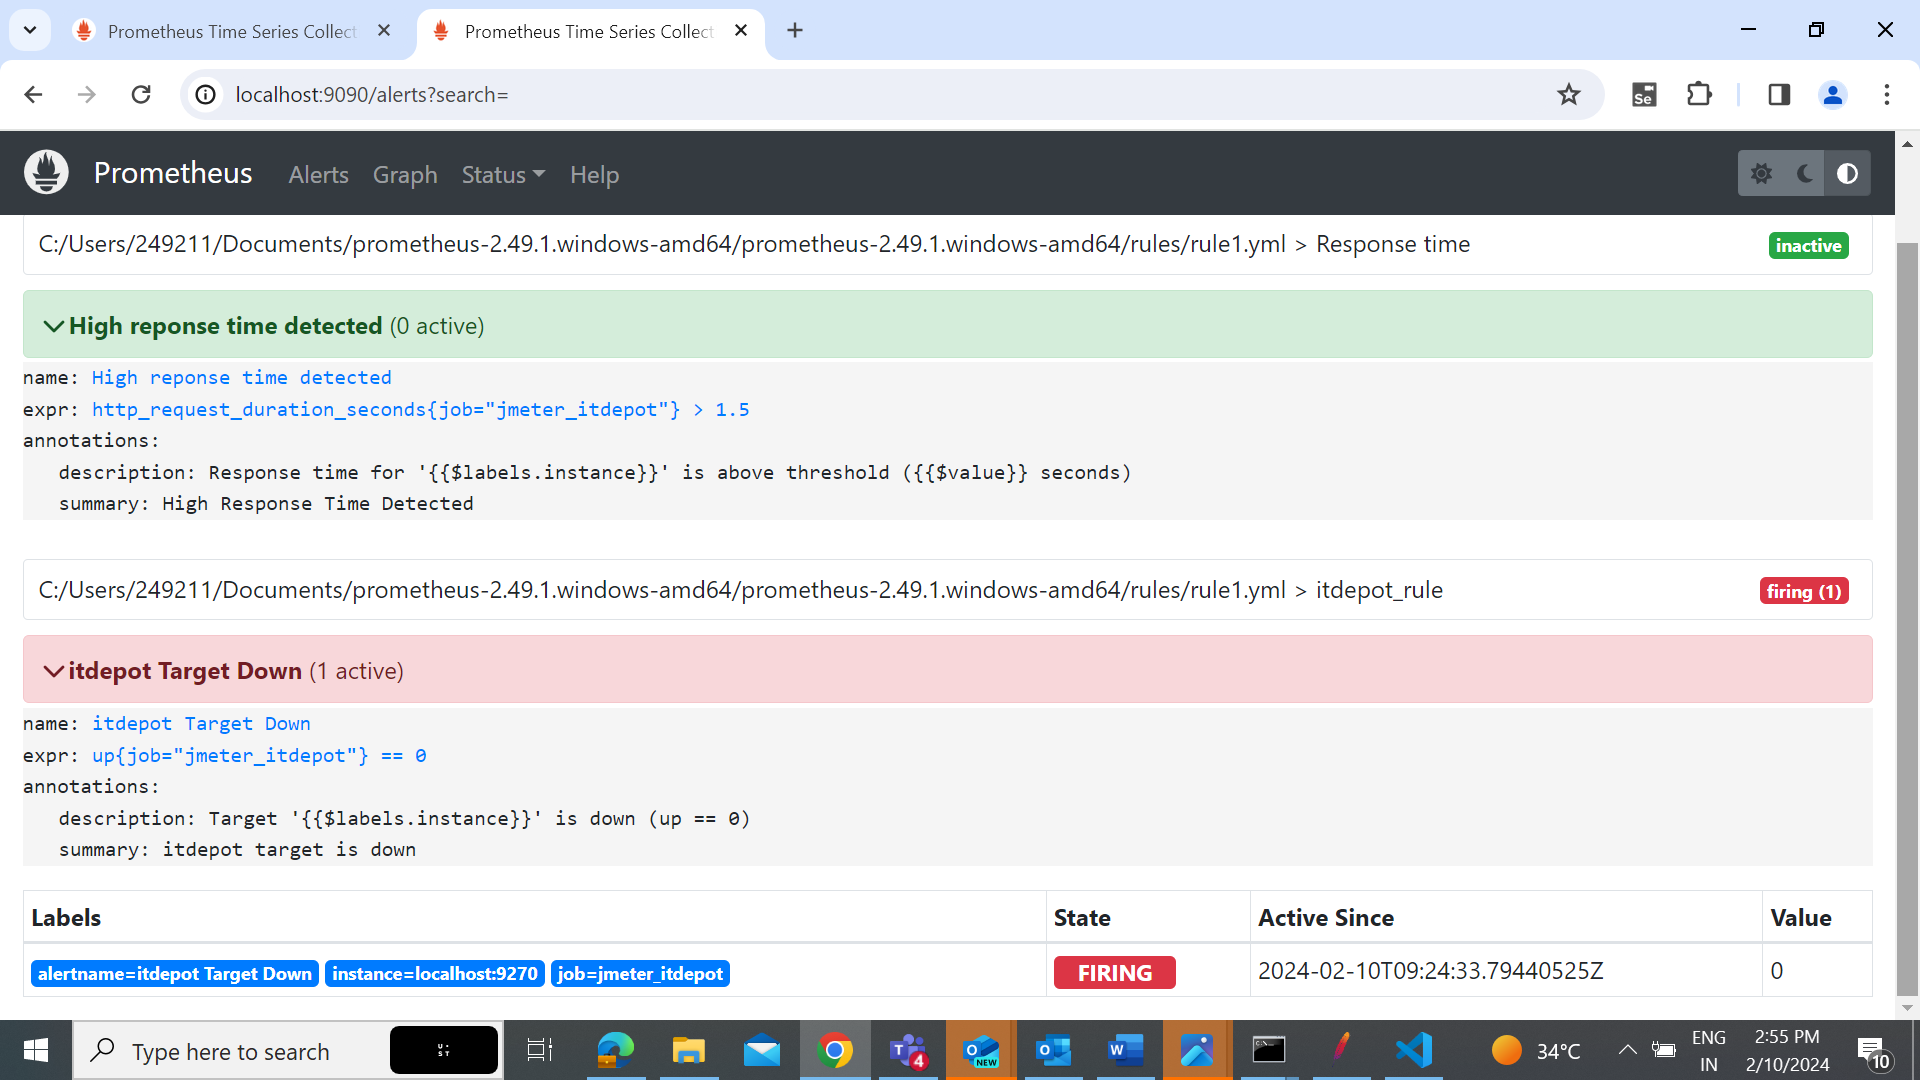 Prometheus Time Series Collect
Prometheus Time Series Collect
localhost:9090/alerts?search=
Se
Prometheus Alerts Graph Status Help
C:/Users/249211/Documents/prometheus-2.49.1.windows-amd64/prometheus-2.49.1.windows-amd64/rules/rule1.yml > Response time inactive
High reponse time detected (0 active)
name: High reponse time detected
expr: http_request_duration_seconds{job="jmeter_itdepot"} > 1.5
annotations:
description: Response time for '{{$labels.instance}}' is above threshold ({{$value}} seconds)
summary: High Response Time Detected
C:/Users/249211/Documents/prometheus-2.49.1.windows-amd64/prometheus-2.49.1.windows-amd64/rules/rule1.yml > itdepot_rule firing (1)
itdepot Target Down (1 active)
name: itdepot Target Down
expr: up{job="jmeter_itdepot"} == 0
annotations:
description: Target '{{$labels.instance}}' is down (up == 0)
summary: itdepot target is down
Labels State Active Since Value
alertname=itdepot Target Down instance=localhost:9270 job=jmeter_itdepot FIRING 2024-02-10T09:24:33.79440525Z 0
Type here to search
U ST
T 4
O NEW
O
W
C:\
34°C
ENG
IN
2:55 PM
2/10/2024
10